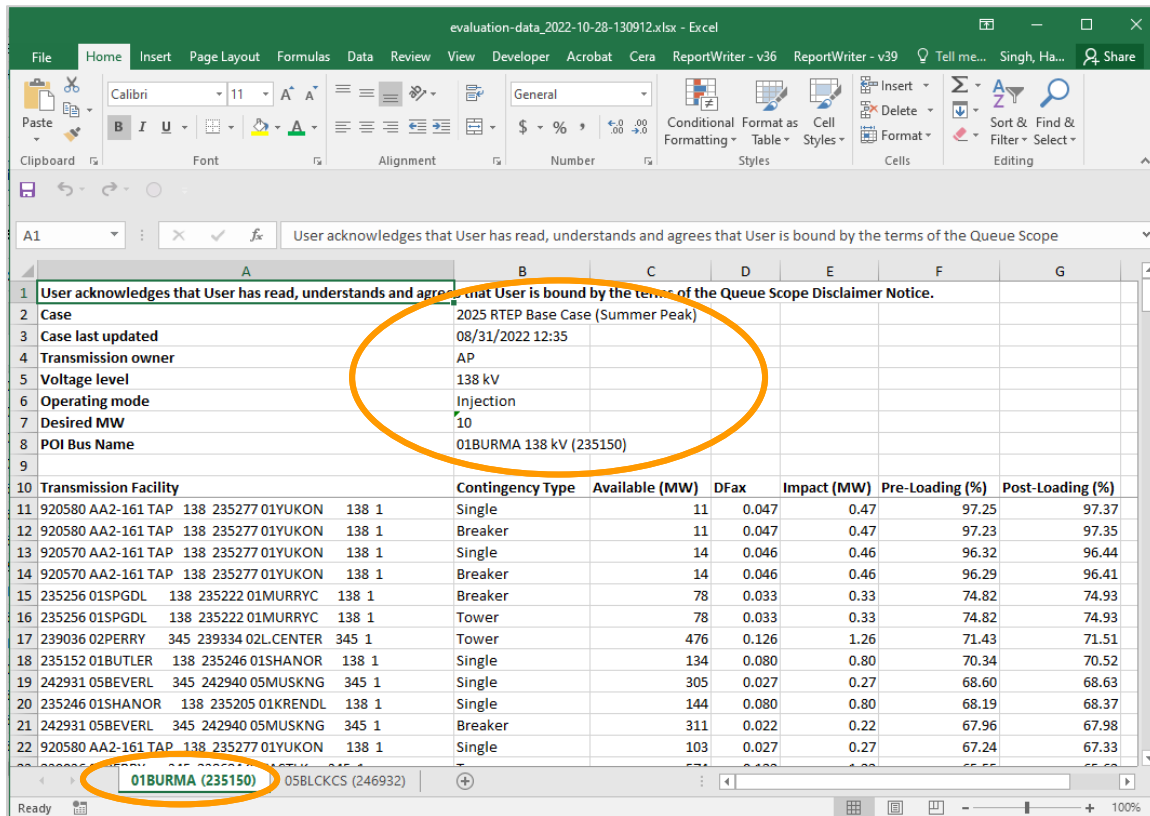 evaluation-data_2022-10-28-130912.xlsx - Excel
File Home Insert Page Layout Formulas Data Review View Developer Acrobat Cera ReportWriter - v36 ReportWriter - v39 Tell me... Singh, Ha... Share
Calibri 11 General Insert
Paste B I U A $ % , Conditional Formatting Format as Table Cell Styles Delete Format Sort & Filter Find & Select
Clipboard Font Alignment Number Styles Cells Editing
A1 fx User acknowledges that User has read, understands and agrees that User is bound by the terms of the Queue Scope
A B C D E F G
1 User acknowledges that User has read, understands and agrees that User is bound by the terms of the Queue Scope Disclaimer Notice.
2 Case 2025 RTEP Base Case (Summer Peak)
3 Case last updated 08/31/2022 12:35
4 Transmission owner AP
5 Voltage level 138 kV
6 Operating mode Injection
7 Desired MW 10
8 POI Bus Name 01BURMA 138 kV (235150)
9
10 Transmission Facility Contingency Type Available (MW) DFax Impact (MW) Pre-Loading (%) Post-Loading (%)
11 920580 AA2-161 TAP 138 235277 01YUKON 138 1 Single 11 0.047 0.47 97.25 97.37
12 920580 AA2-161 TAP 138 235277 01YUKON 138 1 Breaker 11 0.047 0.47 97.23 97.35
13 920570 AA2-161 TAP 138 235277 01YUKON 138 1 Single 14 0.046 0.46 96.32 96.44
14 920570 AA2-161 TAP 138 235277 01YUKON 138 1 Breaker 14 0.046 0.46 96.29 96.41
15 235256 01SPGDL 138 235222 01MURRYC 138 1 Breaker 78 0.033 0.33 74.82 74.93
16 235256 01SPGDL 138 235222 01MURRYC 138 1 Tower 78 0.033 0.33 74.82 74.93
17 239036 02PERRY 345 239334 02L.CENTER 345 1 Tower 476 0.126 1.26 71.43 71.51
18 235152 01BUTLER 138 235246 01SHANOR 138 1 Single 134 0.080 0.80 70.34 70.52
19 242931 05BEVERL 345 242940 05MUSKNG 345 1 Single 305 0.027 0.27 68.60 68.63
20 235246 01SHANOR 138 235205 01KRENDL 138 1 Single 144 0.080 0.80 68.19 68.37
21 242931 05BEVERL 345 242940 05MUSKNG 345 1 Breaker 311 0.022 0.22 67.96 67.98
22 920580 AA2-161 TAP 138 235277 01YUKON 138 1 Single 103 0.027 0.27 67.24 67.33
01BURMA (235150) 05BLCKCS (246932)
Ready 100%